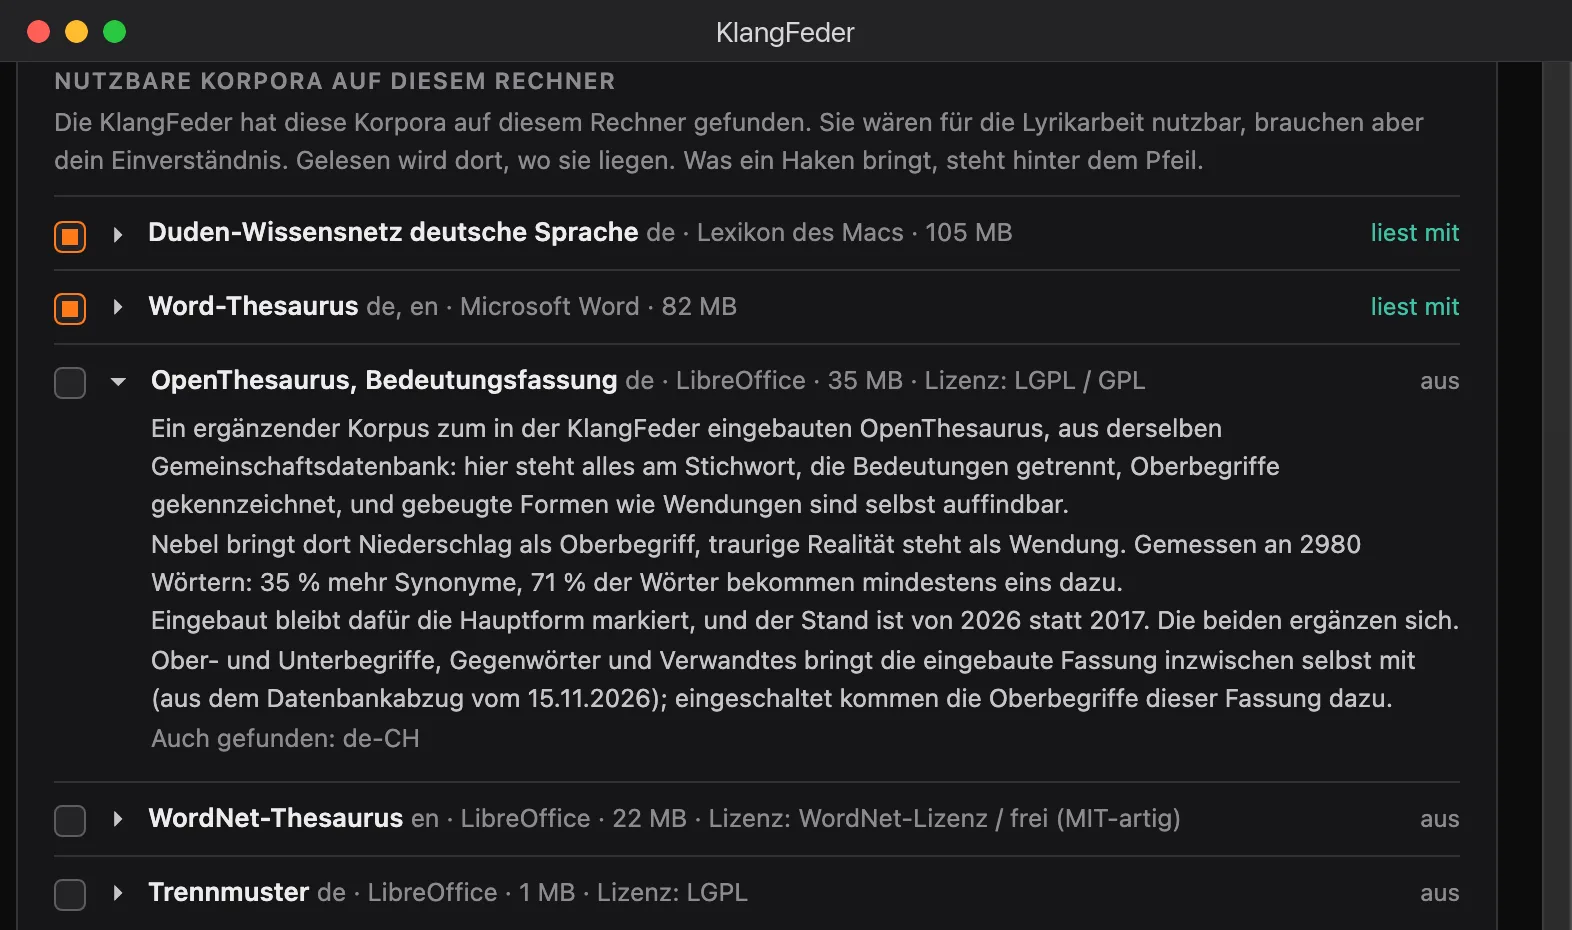 KlangFeder
NUTZBARE KORPORA AUF DIESEM RECHNER
Die KlangFeder hat diese Korpora auf diesem Rechner gefunden. Sie wären für die Lyrikarbeit nutzbar, brauchen aber
dein Einverständnis. Gelesen wird dort, wo sie liegen. Was ein Haken bringt, steht hinter dem Pfeil.
Duden-Wissensnetz deutsche Sprache de · Lexikon des Macs · 105 MB liest mit
Word-Thesaurus de, en · Microsoft Word · 82 MB liest mit
OpenThesaurus, Bedeutungsfassung de · LibreOffice · 35 MB · Lizenz: LGPL / GPL aus
Ein ergänzender Korpus zum in der KlangFeder eingebauten OpenThesaurus, aus derselben
Gemeinschaftsdatenbank: hier steht alles am Stichwort, die Bedeutungen getrennt, Oberbegriffe
gekennzeichnet, und gebeugte Formen wie Wendungen sind selbst auffindbar.
Nebel bringt dort Niederschlag als Oberbegriff, traurige Realität steht als Wendung. Gemessen an 2980
Wörtern: 35 % mehr Synonyme, 71 % der Wörter bekommen mindestens eins dazu.
Eingebaut bleibt dafür die Hauptform markiert, und der Stand ist von 2026 statt 2017. Die beiden ergänzen sich.
Ober- und Unterbegriffe, Gegenwörter und Verwandtes bringt die eingebaute Fassung inzwischen selbst mit
(aus dem Datenbankabzug vom 15.11.2026); eingeschaltet kommen die Oberbegriffe dieser Fassung dazu.
Auch gefunden: de-CH
WordNet-Thesaurus en · LibreOffice · 22 MB · Lizenz: WordNet-Lizenz / frei (MIT-artig) aus
Trennmuster de · LibreOffice · 1 MB · Lizenz: LGPL aus